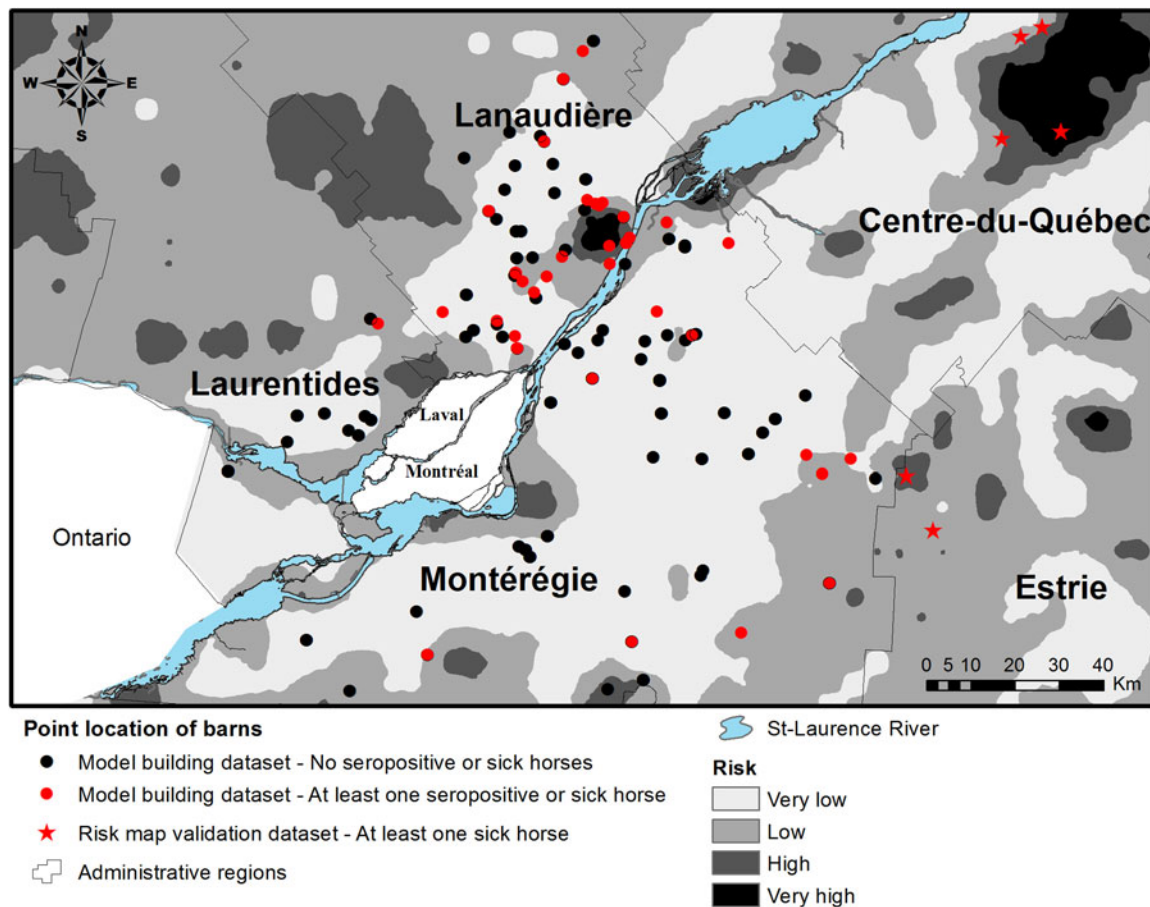 N
W
E
S
Lanaudière
Centre-du-Québec
Laurentides
Laval
Montréal
Ontario
Montérégie
Estrie
0 5 10 20 30 40
Km
Point location of barns
Model building dataset - No seropositive or sick horses
Model building dataset - At least one seropositive or sick horse
Risk map validation dataset - At least one sick horse
Administrative regions
St-Laurence River
Risk
Very low
Low
High
Very high